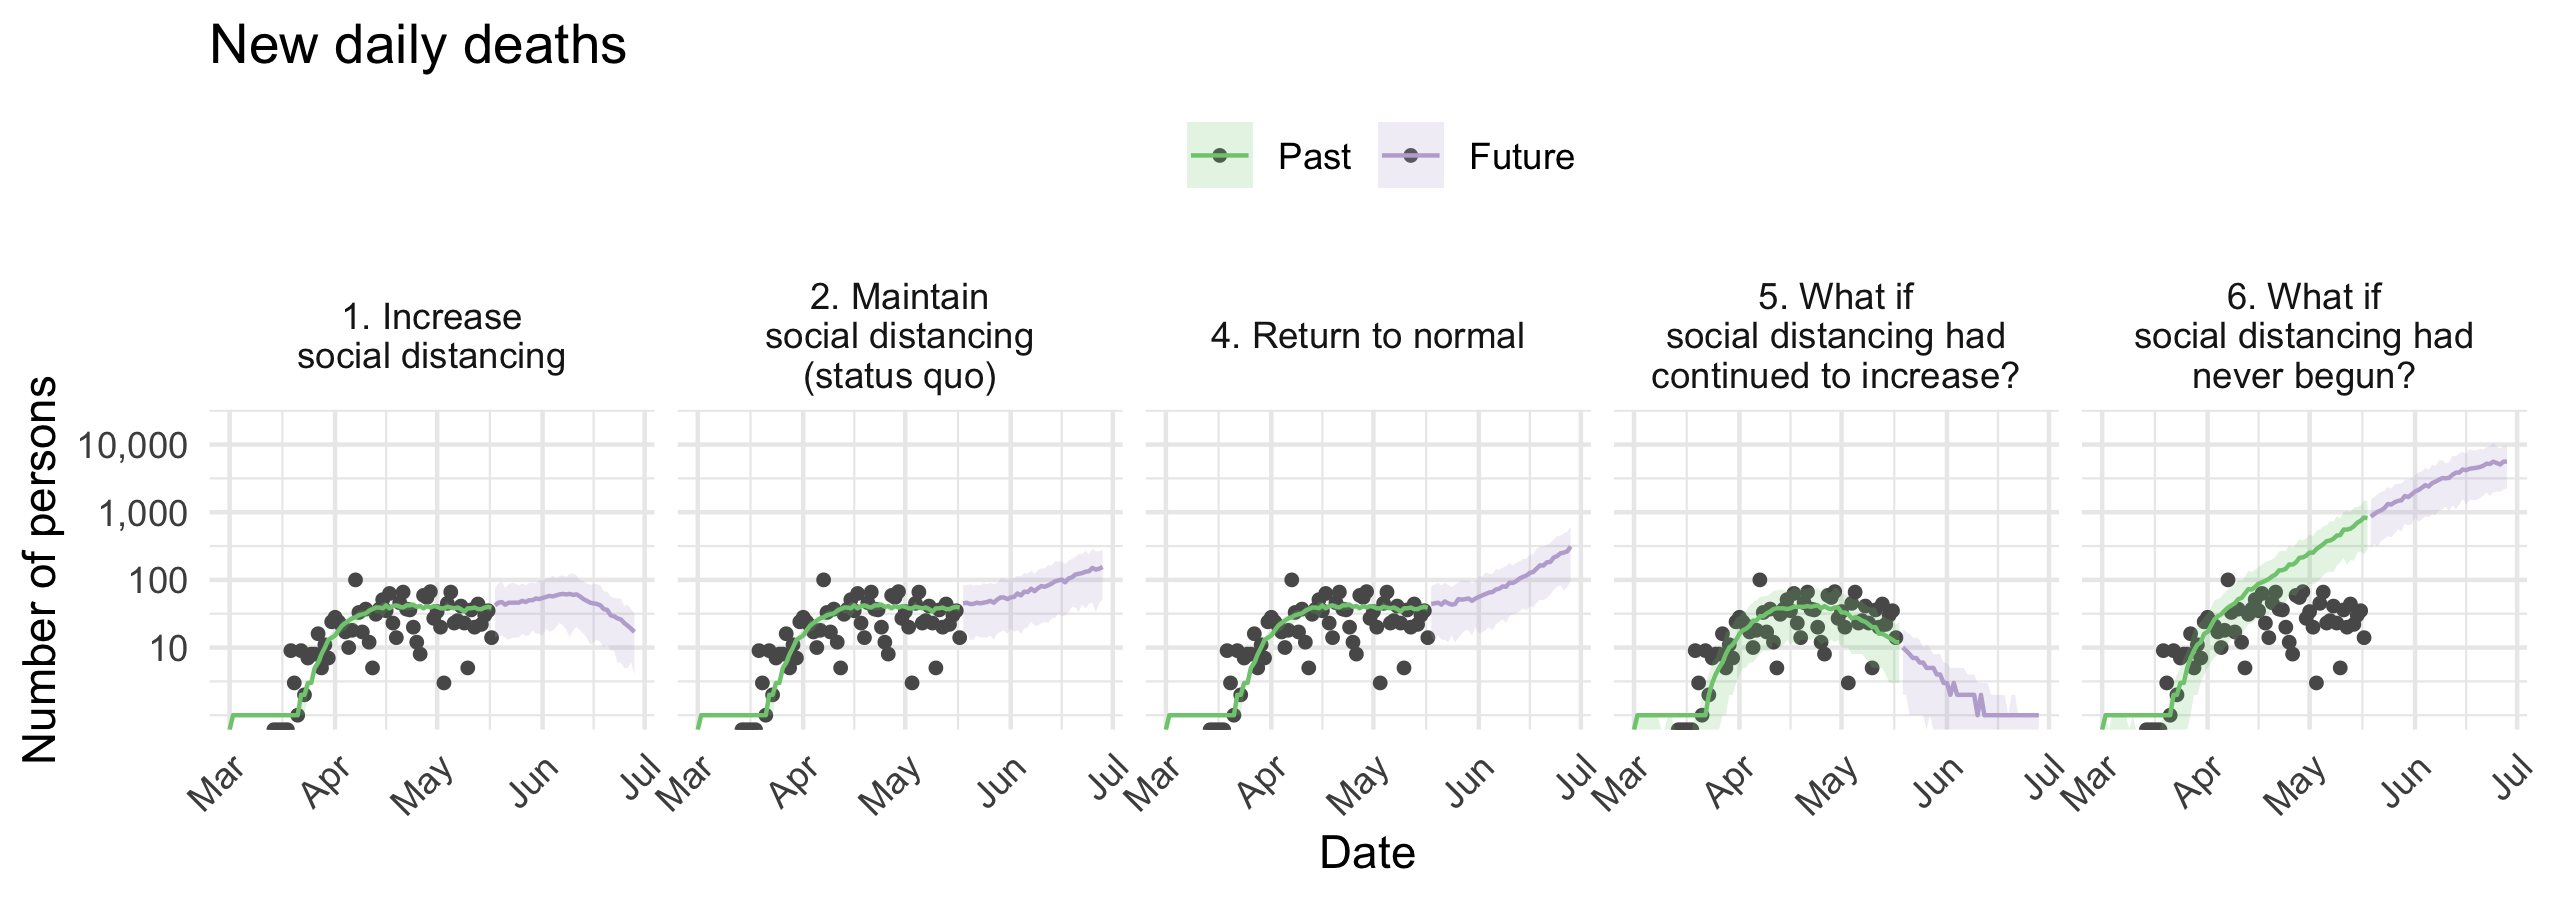 New daily deaths
Past
Future
1. Increase
social distancing
2. Maintain
social distancing
(status quo)
4. Return to normal
5. What if
social distancing had
continued to increase?
6. What if
social distancing had
never begun?
Number of persons
10,000
1,000
100
10
Mar
Apr
May
Jun
Jul
Mar
Apr
May
Jun
Jul
Mar
Apr
May
Jun
Jul
Mar
Apr
May
Jun
Jul
Mar
Apr
May
Jun
Jul
Date